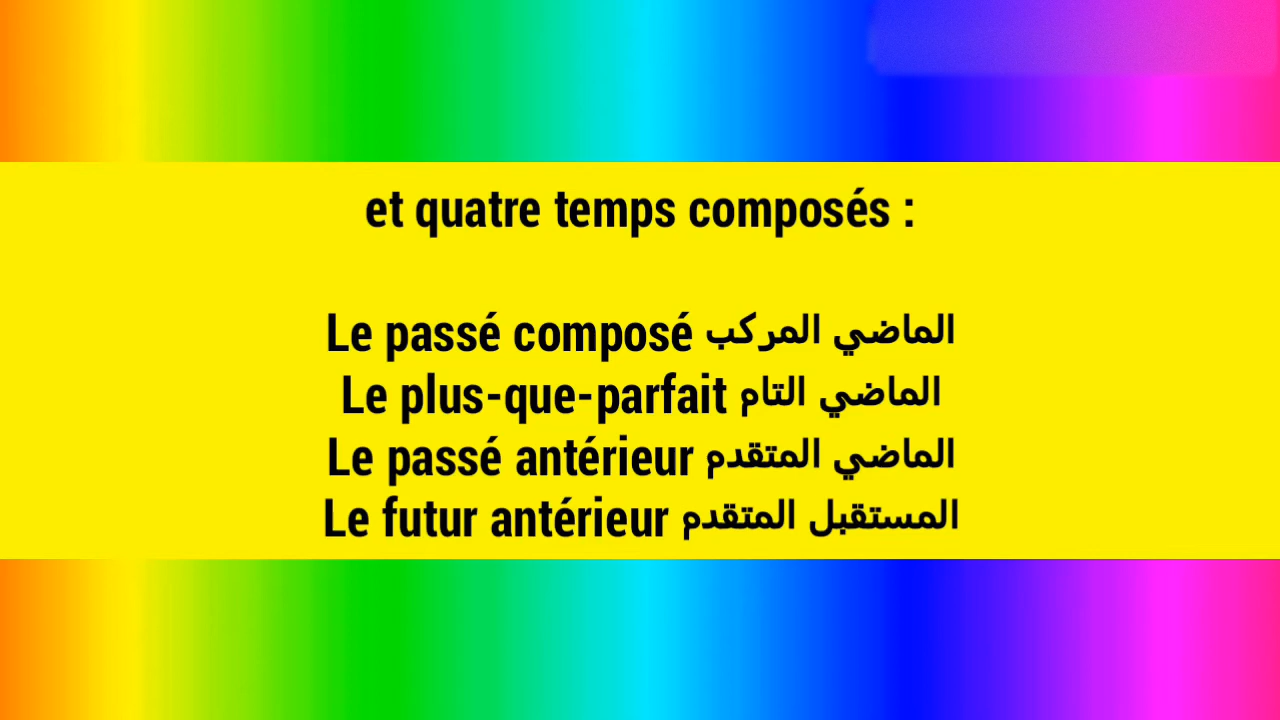 et quatre temps composés :
Le passé composé الماضي المركب
Le plus-que-parfait الماضي التام
Le passé antérieur الماضي المتقدم
Le futur antérieur المستقبل المتقدم